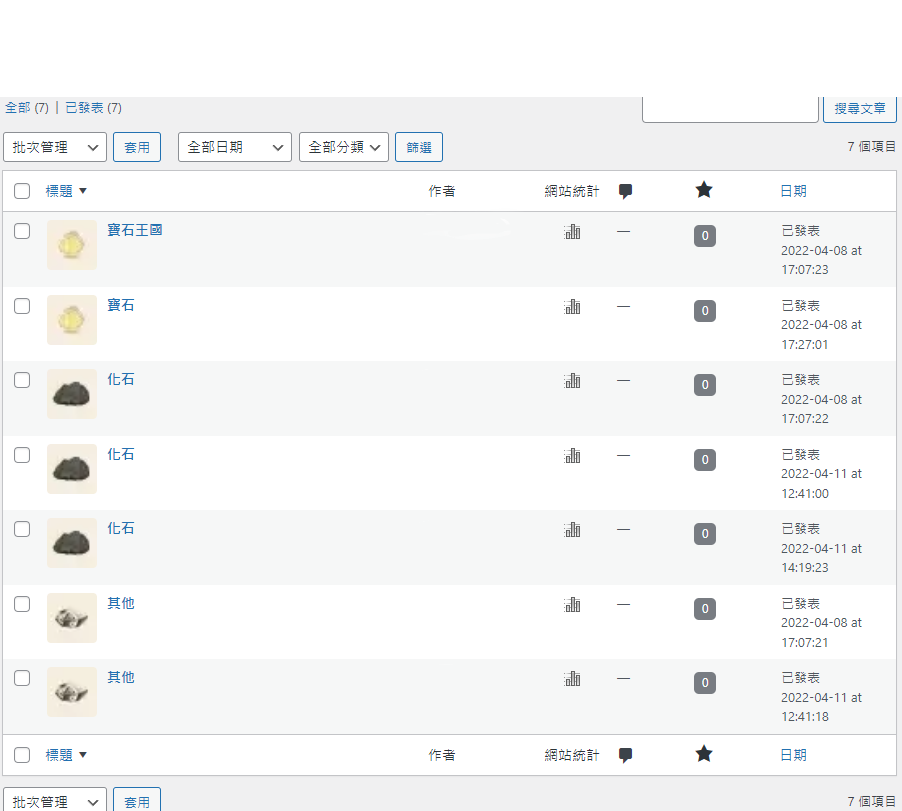 全部 (7) | 已發表 (7)
搜尋文章
批次管理 套用 全部日期 全部分類 篩選 7 個項目
標題 作者 網站統計 日期
寶石王國 — 0 已發表
2022-04-08 at
17:07:23
寶石 — 0 已發表
2022-04-08 at
17:27:01
化石 — 0 已發表
2022-04-08 at
17:07:22
化石 — 0 已發表
2022-04-11 at
12:41:00
化石 — 0 已發表
2022-04-11 at
14:19:23
其他 — 0 已發表
2022-04-08 at
17:07:21
其他 — 0 已發表
2022-04-11 at
12:41:18
標題 作者 網站統計 日期
批次管理 套用 7 個項目